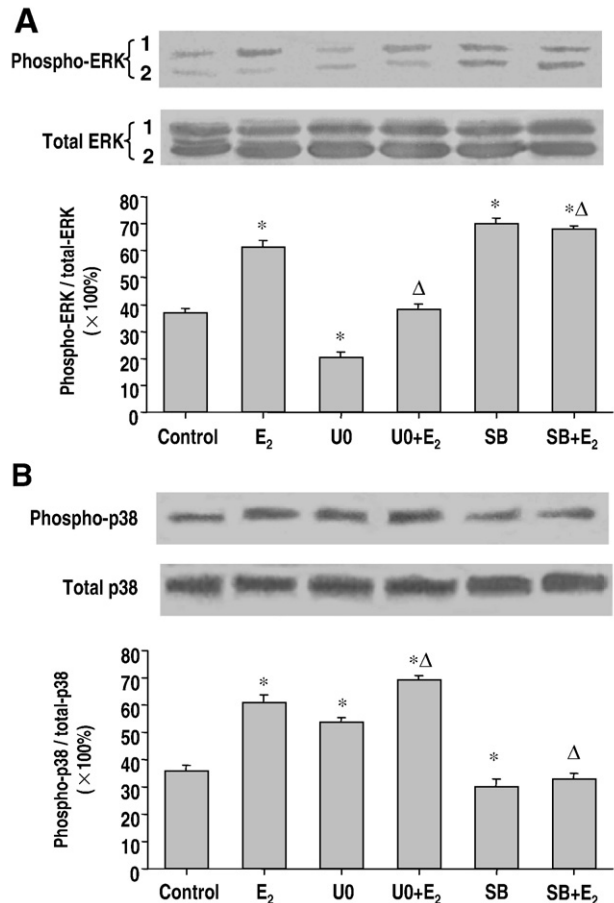 A
Phospho-ERK { 1
2
Total ERK { 1
2
Phospho-ERK / total-ERK
(×100%)
80
70
60
50
40
30
20
10
0
*
*
Δ
*
*Δ
Control E₂ U0 U0+E₂ SB SB+E₂
B
Phospho-p38
Total p38
Phospho-p38 / total-p38
(×100%)
80
70
60
50
40
30
20
10
0
*
*
*Δ
*
Δ
Control E₂ U0 U0+E₂ SB SB+E₂